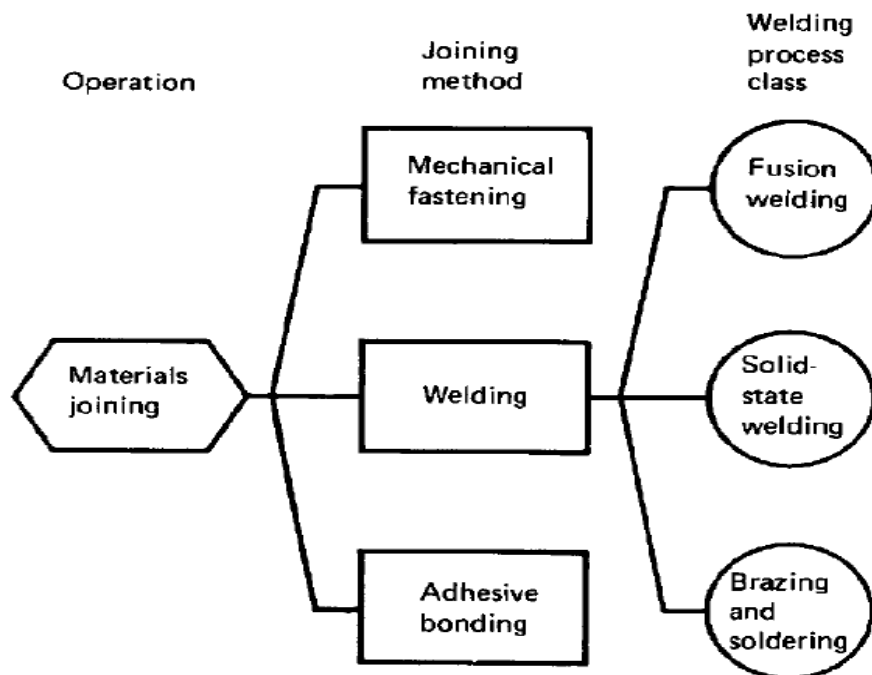 Operation
Joining
method
Welding
process
class
Mechanical
fastening
Fusion
welding
Materials
joining
Welding
Solid-
state
welding
Adhesive
bonding
Brazing
and
soldering